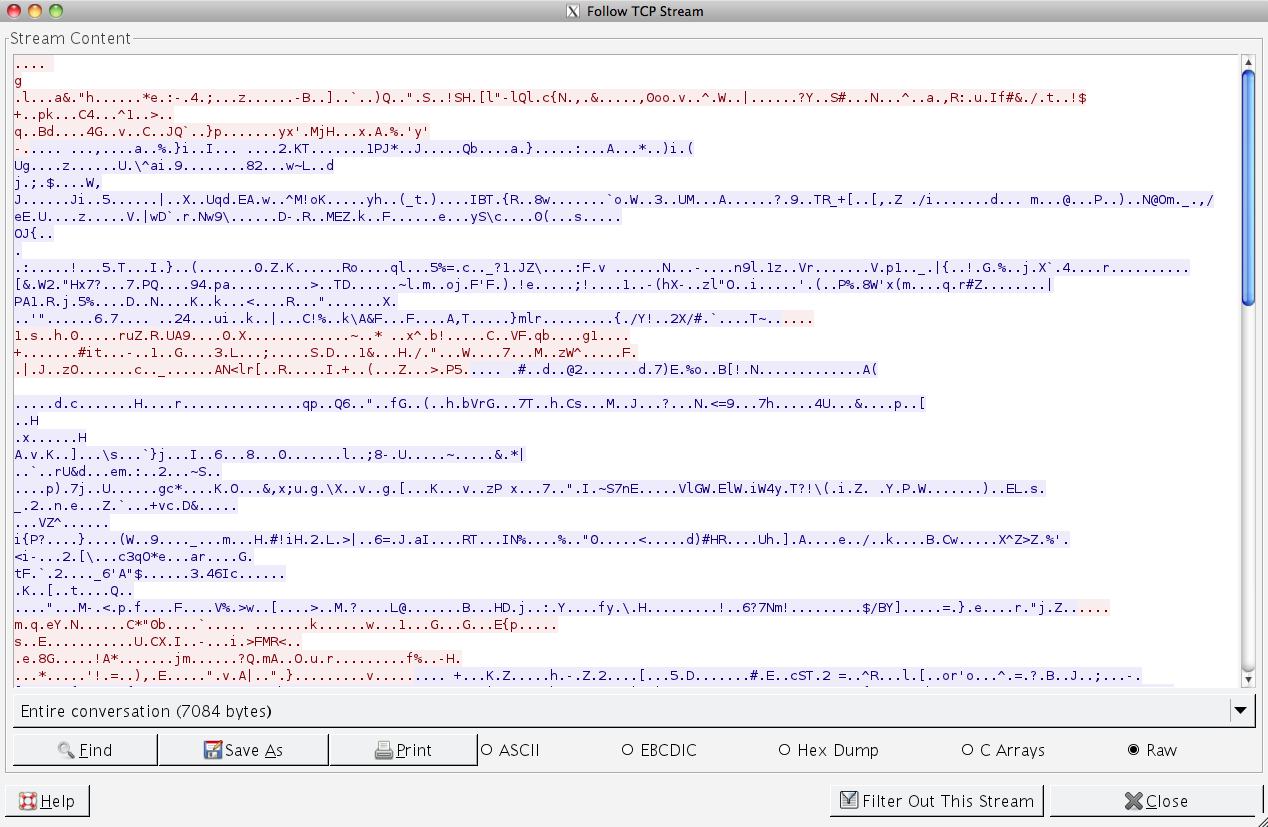 Follow TCP Stream
Stream Content
....
g
.l...a&."h......*e.:-.4.;...z......-B..]..`..)Q..".S..!SH.[l"-lQl.c{N.,.&.....,0oo.v..^.W..|......?Y..S#...N...^..a.,R:.u.If#&./.t..!$
+..pk...C4...^1..>..
q..Bd....4G..v..C..JQ`..}p.......yx'.MjH...x.A.%.'y'
-..... ...,....a..%.}i..I... ....2.KT.......1PJ*..J.....Qb....a.}.....:...A...*..)i.(
Ug....z......U.\^ai.9........82...w~L..d
j.;.$....W,
J......Ji..5......|..X..Uqd.EA.w..^M!oK.....yh..(_t.)....IBT.{R..8w.......`o.W..3..UM...A......?.9..TR_+[..[,.Z ./i.......d... m...@...P..)..N@Om._.,/
eE.U....z.....V.|wD`.r.Nw9\......D-.R..MEZ.k..F......e...yS\c....0(...s.....
OJ{..
.
.:.....!...5.T...I.}..(.......0.Z.K......Ro....ql...5%=.c.._?1.JZ\....:F.v ......N...-....n9l.1z..Vr.......V.p1.._.|{..!.G.%..j.X`.4....r..........
[&.W2."Hx7?...7.PQ....94.pa..........>..TD......~l.m..oj.F'F.).!e.....;!....1..-(hX-..zl"O..i.....'.(..P%.8W'x(m....q.r#Z........|
PA1.R.j.5%....D..N....K..k...<....R...".......X.
..'"......6.7.... ..24...ui..k..|...C!%..k\A&F...F....A,T.....}mlr.........{./Y!..2X/#.`....T~......
1.s..h.0.....ruZ.R.UA9....0.X.............~..* ..x^.b!.....C..VF.qb....g1....
+.......#it...-..1..G....3.L...;.....S.D...1&...H./."...W....7...M..zW^.....F.
.|.J..zO.......c.._......AN<lr[..R.....I.+..(...Z...>.P5..... .#..d..@2.......d.7)E.%o..B[!.N.............A(
.....d.c.......H....r...............qp..Q6.."..fG..(..h.bVrG...7T..h.Cs...M..J...?...N.<=9...7h.....4U...&....p..[
..H
.x......H
A.v.K..]...\s...`}j...I..6...8...0.......l..;8-.U.....~.....&.*|
..`..rU&d...em.:..2...~S..
....p).7j..U......gc*....K.O...&,x;u.g.\X..v..g.[...K...v..zP x...7..".I.~S7nE.....VlGW.ElW.iW4y.T?!\(.i.Z. .Y.P.W.......)..EL.s.
_.2..n.e...Z.`...+vc.D&.....
...VZ^......
i{P?....}....(W..9...._...m...H.#!iH.2.L.>|..6=.J.aI....RT...IN%....%.."0.....<.....d)#HR....Uh.].A....e../..k....B.Cw.....X^Z>Z.%'.
<i-...2.[\...c3qO*e...ar....G.
tF.`.2...._6'A"$......3.46Ic......
.K..[..t....Q..
...."...M-.<.p.f....F....V%.>w..[....>..M.?....L@.......B...HD.j..:.Y....fy.\.H.........!..6?7Nm!.........$/BY].....=.}.e....r."j.Z......
m.q.eY.N......C*"0b....`..... .......k......w...1...G...G...E{p.....
s..E...........U.CX.I..-...i.>FMR<..
.e.8G.....!A*.......jm......?Q.mA..O.u.r.........f%..-H.
...*.....'!.=..),.E.....".v.A|..".}.........v......... +...K.Z.....h.-.Z.2....[...5.D.......#.E..cST.2 =..^R...l.[..or'o...^.=.?.B..J..;...-.
Entire conversation (7084 bytes)
Find Save As Print ASCII EBCDIC Hex Dump C Arrays Raw
Help Filter Out This Stream Close